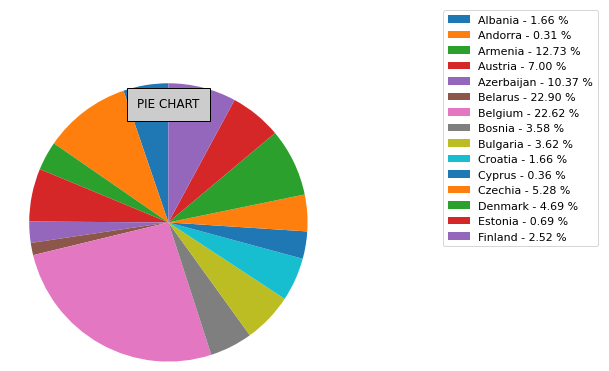 PIE CHART
Albania - 1.66 %
Andorra - 0.31 %
Armenia - 12.73 %
Austria - 7.00 %
Azerbaijan - 10.37 %
Belarus - 22.90 %
Belgium - 22.62 %
Bosnia - 3.58 %
Bulgaria - 3.62 %
Croatia - 1.66 %
Cyprus - 0.36 %
Czechia - 5.28 %
Denmark - 4.69 %
Estonia - 0.69 %
Finland - 2.52 %